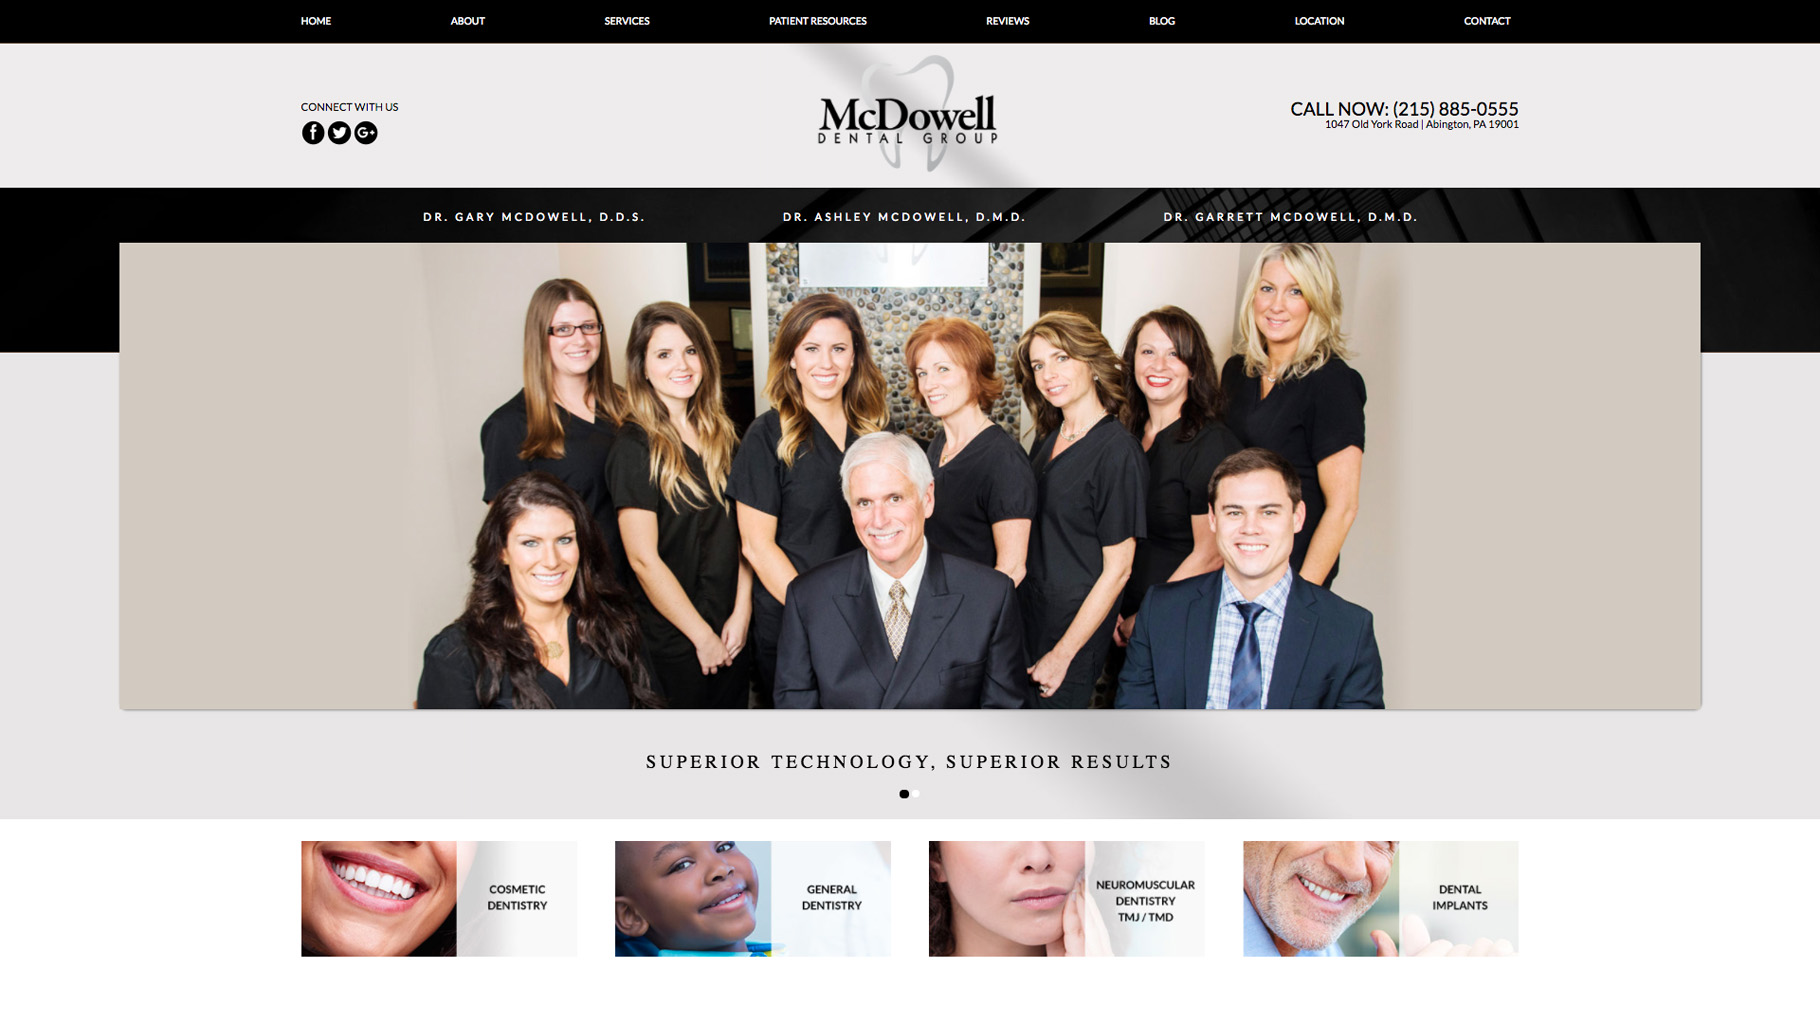 HOME
ABOUT
SERVICES
PATIENT RESOURCES
REVIEWS
BLOG
LOCATION
CONTACT
CONNECT WITH US
McDowell
DENTAL GROUP
CALL NOW: (215) 885-0555
1047 Old York Road | Abington, PA 19001
DR. GARY MCDOWELL, D.D.S.
DR. ASHLEY MCDOWELL, D.M.D.
DR. GARRETT MCDOWELL, D.M.D.
SUPERIOR TECHNOLOGY, SUPERIOR RESULTS
COSMETIC
DENTISTRY
GENERAL
DENTISTRY
NEUROMUSCULAR
DENTISTRY
TMJ / TMD
DENTAL
IMPLANTS